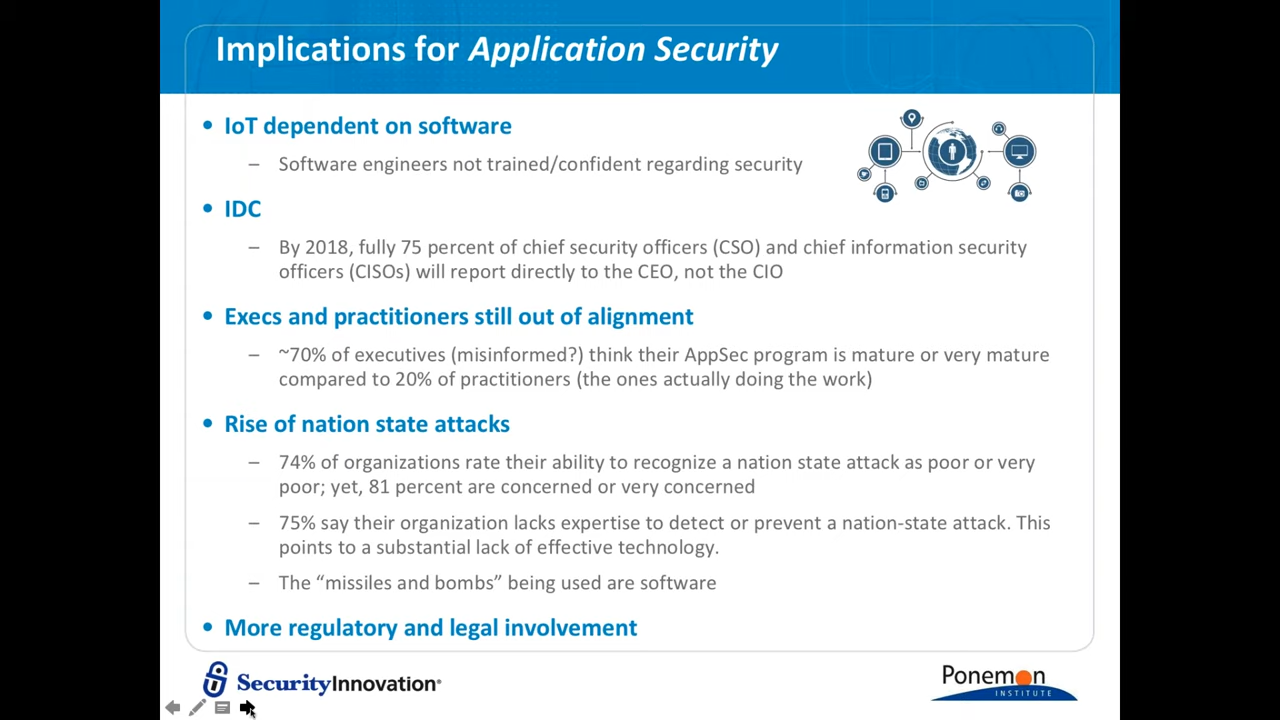 Implications for Application Security
• IoT dependent on software
– Software engineers not trained/confident regarding security
• IDC
– By 2018, fully 75 percent of chief security officers (CSO) and chief information security
officers (CISOs) will report directly to the CEO, not the CIO
• Execs and practitioners still out of alignment
– ~70% of executives (misinformed?) think their AppSec program is mature or very mature
compared to 20% of practitioners (the ones actually doing the work)
• Rise of nation state attacks
– 74% of organizations rate their ability to recognize a nation state attack as poor or very
poor; yet, 81 percent are concerned or very concerned
– 75% say their organization lacks expertise to detect or prevent a nation-state attack. This
points to a substantial lack of effective technology.
– The “missiles and bombs” being used are software
• More regulatory and legal involvement
SecurityInnovation®
Ponemon
INSTITUTE